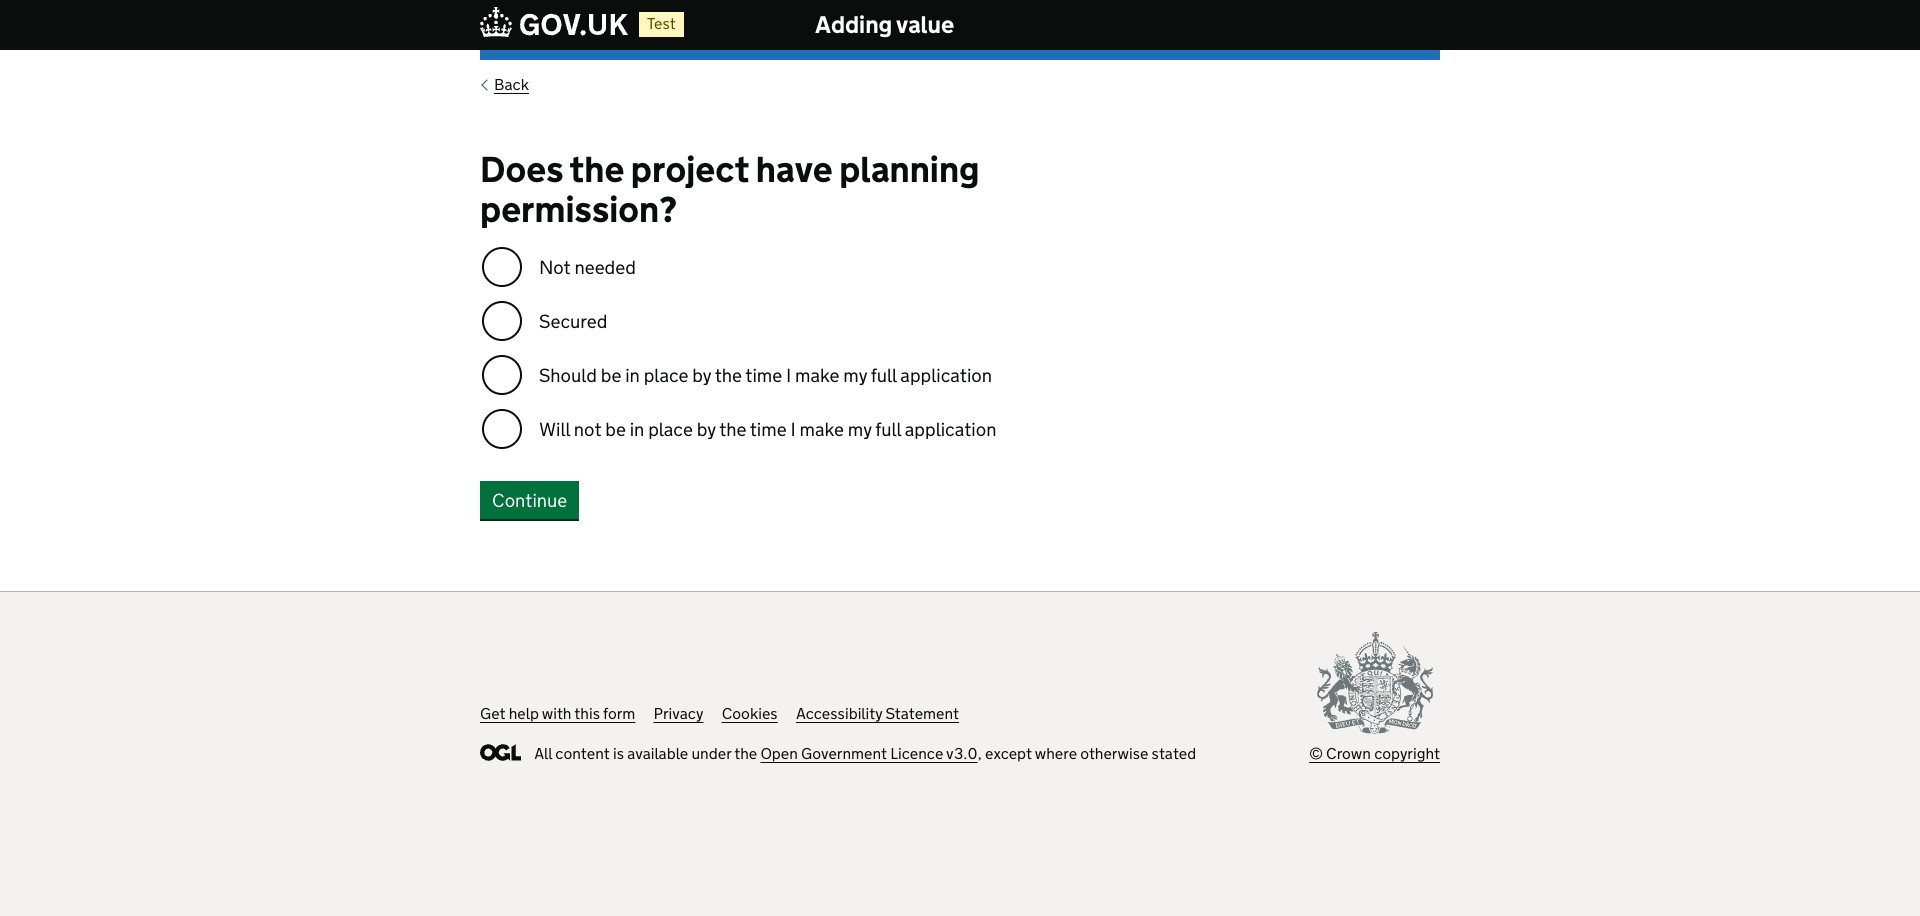 GOV.UK Test Adding value
Back
Does the project have planning
permission?
Not needed
Secured
Should be in place by the time I make my full application
Will not be in place by the time I make my full application
Continue
Get help with this form Privacy Cookies Accessibility Statement
OGL All content is available under the Open Government Licence v3.0, except where otherwise stated
© Crown copyright